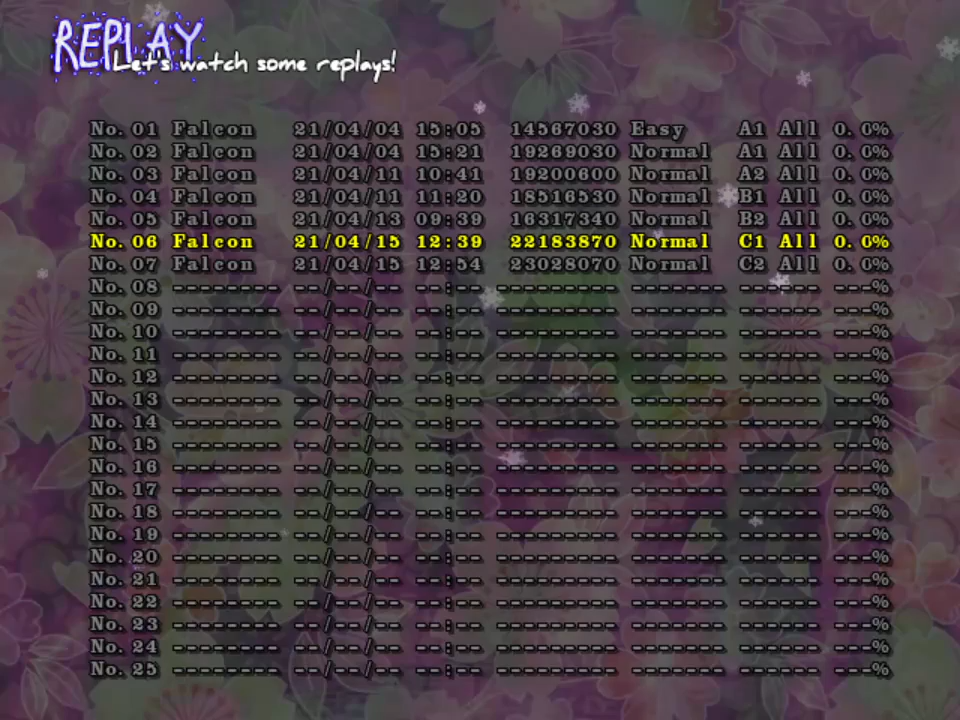 REPLAY
Let's watch some replays!
No. 01 Falcon 21/04/04 15:05 14567030 Easy A1 All 0.0%
No. 02 Falcon 21/04/04 15:21 19269030 Normal A1 All 0.0%
No. 03 Falcon 21/04/11 10:41 19200600 Normal A2 All 0.0%
No. 04 Falcon 21/04/11 11:20 18516530 Normal B1 All 0.0%
No. 05 Falcon 21/04/13 09:39 16317340 Normal B2 All 0.0%
No. 06 Falcon 21/04/15 12:39 22183870 Normal C1 All 0.0%
No. 07 Falcon 21/04/15 12:54 23028070 Normal C2 All 0.0%
No. 08 -------- --/--/-- --:-- --------- ------- ------ ---%
No. 09 -------- --/--/-- --:-- --------- ------- ------ ---%
No. 10 -------- --/--/-- --:-- --------- ------- ------ ---%
No. 11 -------- --/--/-- --:-- --------- ------- ------ ---%
No. 12 -------- --/--/-- --:-- --------- ------- ------ ---%
No. 13 -------- --/--/-- --:-- --------- ------- ------ ---%
No. 14 -------- --/--/-- --:-- --------- ------- ------ ---%
No. 15 -------- --/--/-- --:-- --------- ------- ------ ---%
No. 16 -------- --/--/-- --:-- --------- ------- ------ ---%
No. 17 -------- --/--/-- --:-- --------- ------- ------ ---%
No. 18 -------- --/--/-- --:-- --------- ------- ------ ---%
No. 19 -------- --/--/-- --:-- --------- ------- ------ ---%
No. 20 -------- --/--/-- --:-- --------- ------- ------ ---%
No. 21 -------- --/--/-- --:-- --------- ------- ------ ---%
No. 22 -------- --/--/-- --:-- --------- ------- ------ ---%
No. 23 -------- --/--/-- --:-- --------- ------- ------ ---%
No. 24 -------- --/--/-- --:-- --------- ------- ------ ---%
No. 25 -------- --/--/-- --:-- --------- ------- ------ ---%